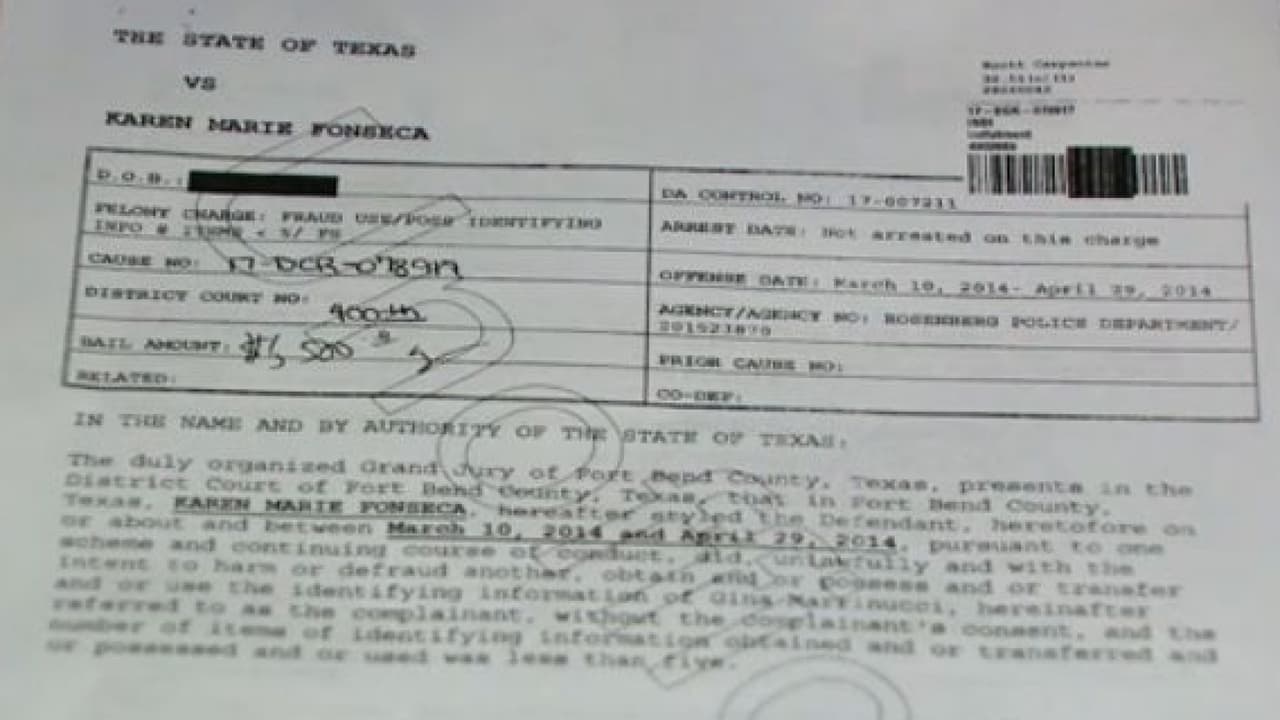 THE STATE OF TEXAS
VS
KAREN MARIE FONSECA
D.O.B.:
FELONY CHARGE: FRAUD USE/POSS IDENTIFYING
INFO # ITEMS < 5/ FS
CAUSE NO: 17-DCR-078917
DISTRICT COURT NO: 400th
BAIL AMOUNT:
RELATED:
DA CONTROL NO: 17-007211
ARREST DATE: Not arrested on this charge
OFFENSE DATE: March 10, 2014- April 29, 2014
AGENCY/AGENCY NO: ROSENBERG POLICE DEPARTMENT/
PRIOR CAUSE NO:
CO-DEF:
IN THE NAME AND BY AUTHORITY OF THE STATE OF TEXAS:
The duly organized Grand Jury of Fort Bend County, Texas, presents in the
District Court of Fort Bend County, Texas, that in Fort Bend County,
Texas, KAREN MARIE FONSECA, hereafter styled the Defendant, heretofore on
or about and between March 10, 2014 and April 29, 2014, pursuant to one
scheme and continuing course of conduct, did, unlawfully and with the
intent to harm or defraud another, obtain and or possess and or transfer
and or use the identifying information of Gina hereinafter
referred to as the complainant, without the complainant's consent, and the
number of items of identifying information obtained and or transferred and
or possessed and or used was less than five.